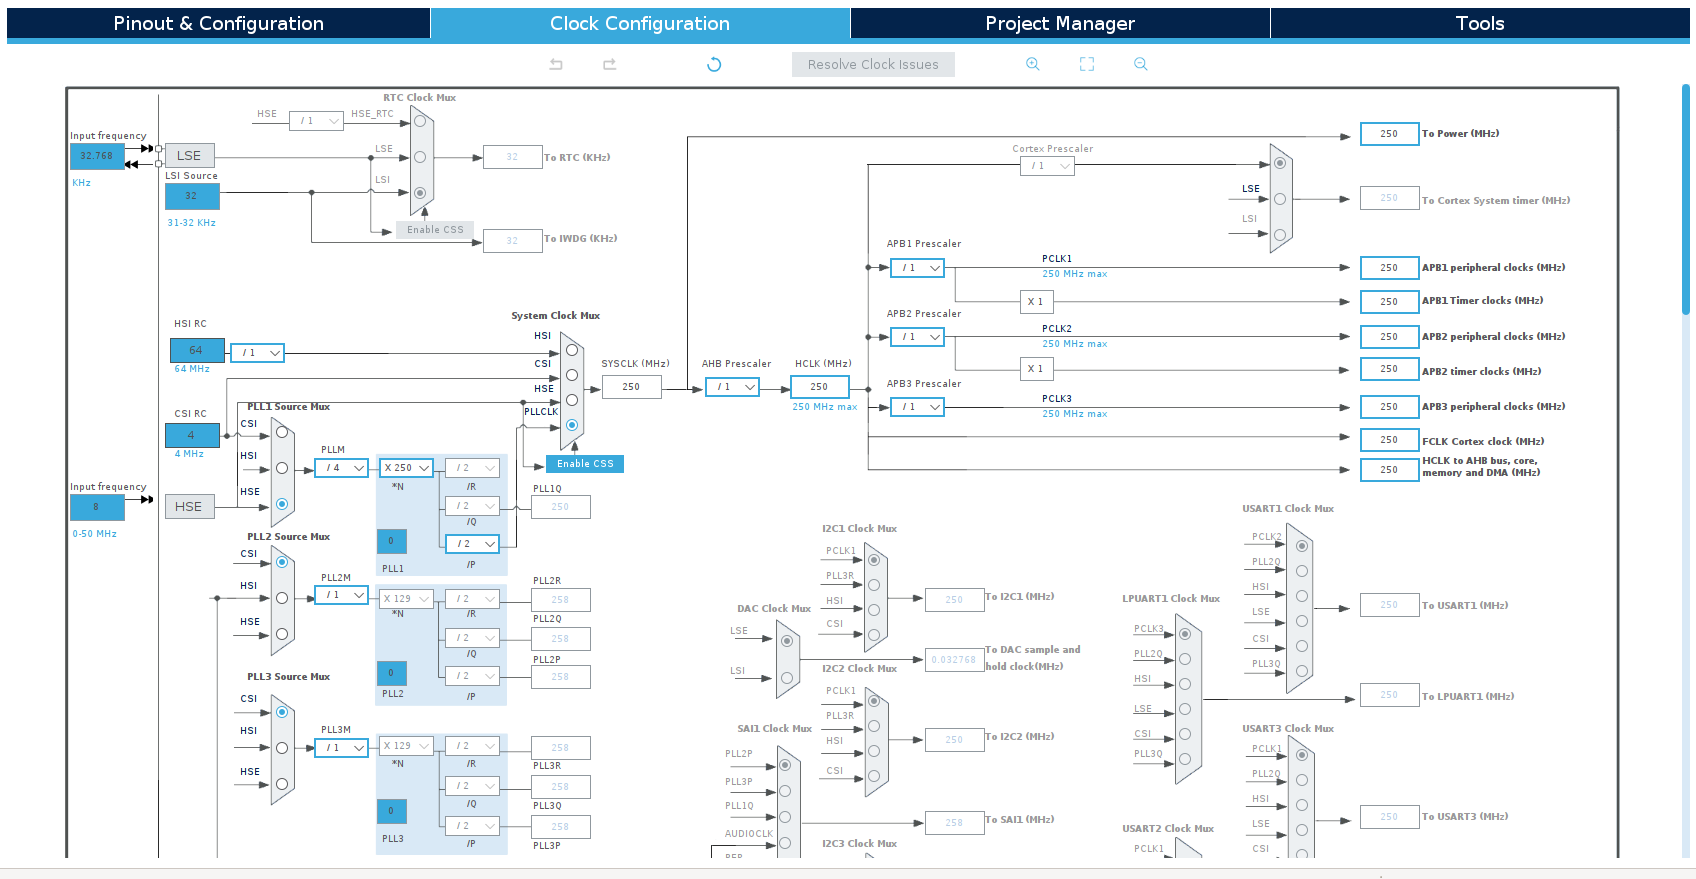 Pinout & Configuration
Clock Configuration
Project Manager
Tools
Resolve Clock Issues
RTC Clock Mux
HSE
/ 1
HSE_RTC
Input frequency
32.768
KHz
LSE
LSE
32
To RTC (KHz)
LSI Source
32
31-32 KHz
LSI
Enable CSS
32
To IWDG (KHz)
250
To Power (MHz)
Cortex Prescaler
/ 1
LSE
LSI
250
To Cortex System timer (MHz)
APB1 Prescaler
/ 1
PCLK1
250 MHz max
250
APB1 peripheral clocks (MHz)
X 1
250
APB1 Timer clocks (MHz)
APB2 Prescaler
/ 1
PCLK2
250 MHz max
250
APB2 peripheral clocks (MHz)
X 1
250
APB2 timer clocks (MHz)
APB3 Prescaler
/ 1
PCLK3
250 MHz max
250
APB3 peripheral clocks (MHz)
250
FCLK Cortex clock (MHz)
250
HCLK to AHB bus, core,
memory and DMA (MHz)
HSI RC
64
64 MHz
/ 1
System Clock Mux
HSI
CSI
HSE
PLLCLK
SYSCLK (MHz)
250
AHB Prescaler
/ 1
HCLK (MHz)
250
250 MHz max
Enable CSS
CSI RC
4
4 MHz
Input frequency
8
0-50 MHz
HSE
PLL1 Source Mux
CSI
HSI
HSE
PLLM
/ 4
X 250
*N
/ 2
/R
/ 2
/Q
/ 2
/P
0
PLL1
PLL1Q
250
PLL2 Source Mux
CSI
HSI
HSE
PLL2M
/ 1
X 129
*N
/ 2
/R
/ 2
/Q
/ 2
/P
0
PLL2
PLL2R
258
PLL2Q
258
PLL2P
258
PLL3 Source Mux
CSI
HSI
HSE
PLL3M
/ 1
X 129
*N
/ 2
/R
/ 2
/Q
/ 2
/P
0
PLL3
258
PLL3R
258
PLL3Q
258
PLL3P
I2C1 Clock Mux
PCLK1
PLL3R
HSI
CSI
250
To I2C1 (MHz)
DAC Clock Mux
LSE
LSI
0.032768
To DAC sample and
hold clock(MHz)
I2C2 Clock Mux
PCLK1
PLL3R
HSI
CSI
250
To I2C2 (MHz)
SAI1 Clock Mux
PLL2P
PLL3P
PLL1Q
AUDIOCLK
PER
258
To SAI1 (MHz)
I2C3 Clock Mux
LPUART1 Clock Mux
PCLK3
PLL2Q
HSI
LSE
CSI
PLL3Q
250
To LPUART1 (MHz)
USART1 Clock Mux
PCLK2
PLL2Q
HSI
LSE
CSI
PLL3Q
250
To USART1 (MHz)
USART3 Clock Mux
PCLK1
PLL2Q
HSI
LSE
CSI
250
To USART3 (MHz)
USART2 Clock Mux
PCLK1